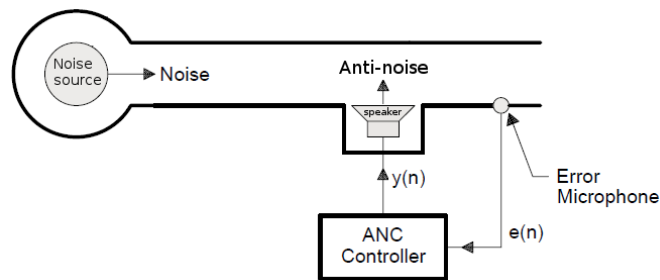 Noise
source
Noise
Anti-noise
speaker
y(n)
Error
Microphone
ANC
Controller
e(n)